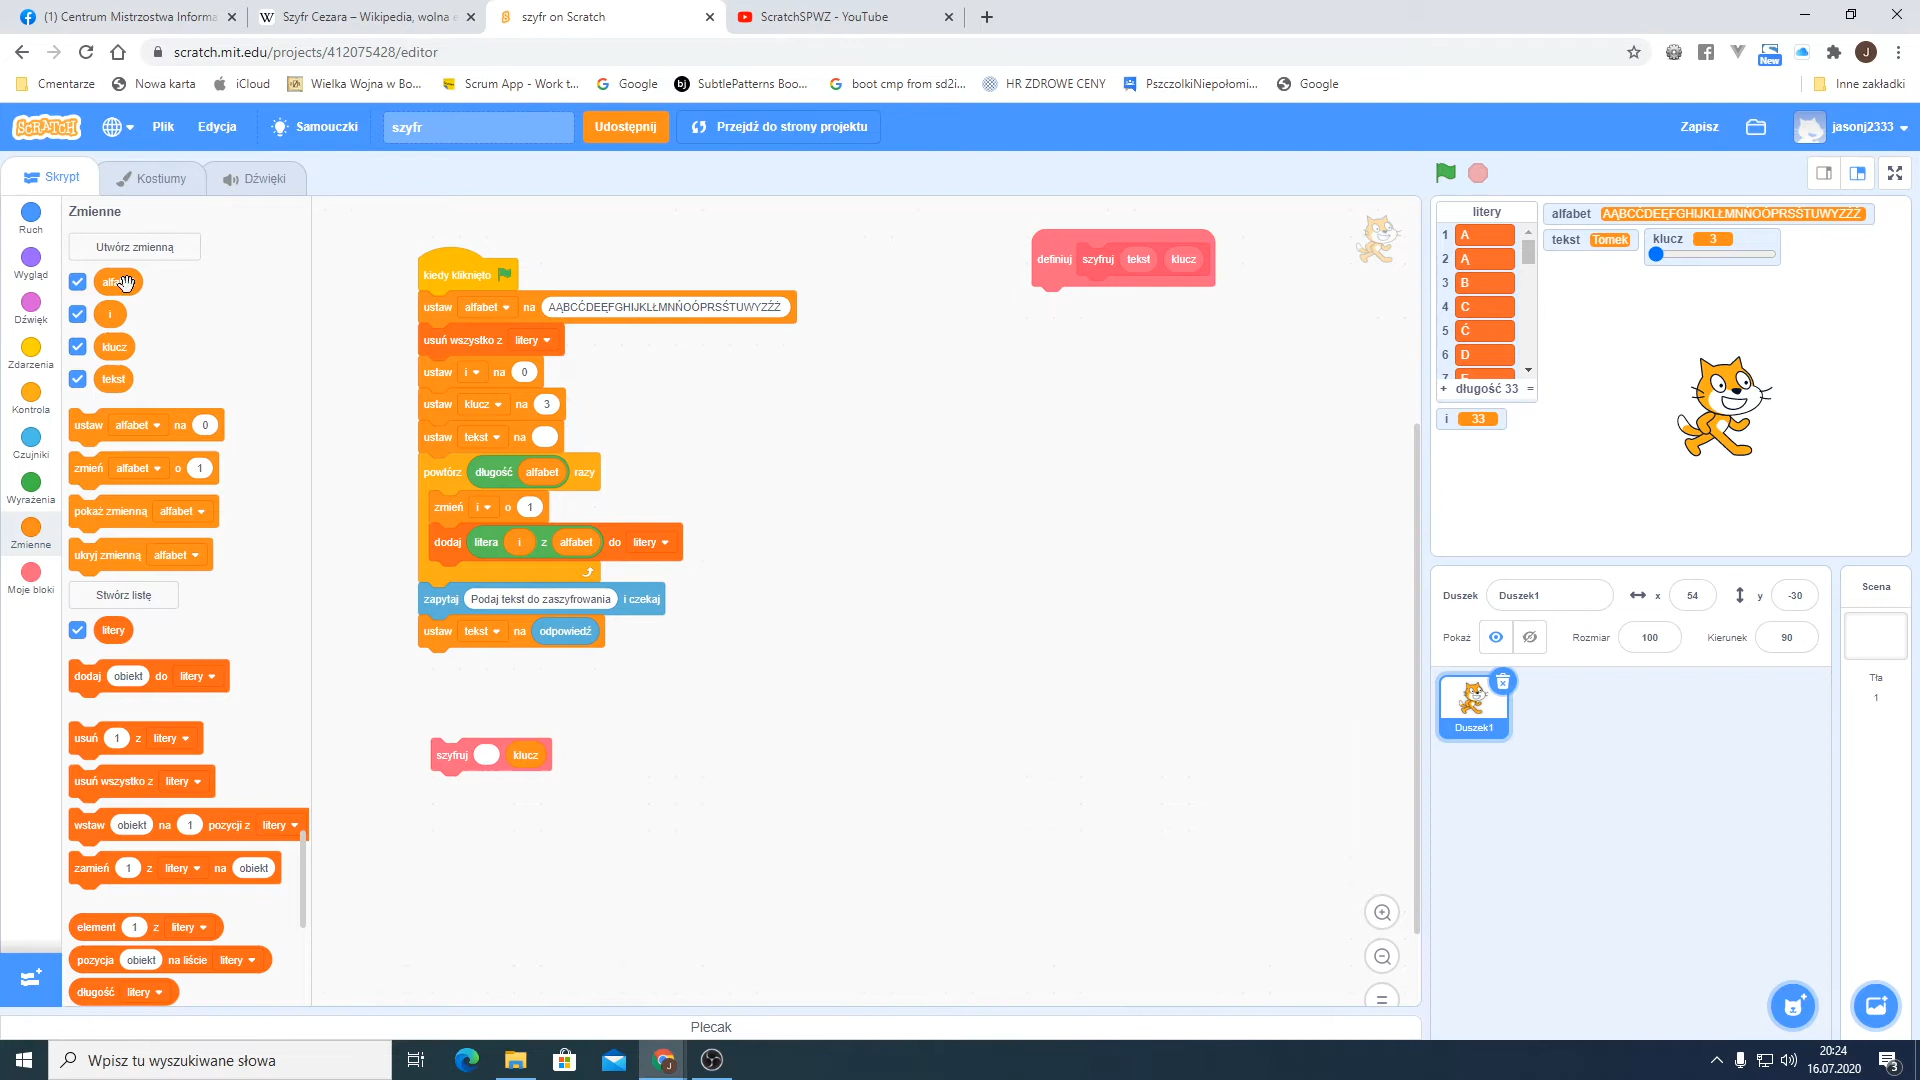 (1) Centrum Mistrzostwa Informa
Szyfr Cezara – Wikipedia, wolna e
szyfr on Scratch
ScratchSPWZ - YouTube
scratch.mit.edu/projects/412075428/editor
New
J
Cmentarze
Nowa karta
iCloud
Wielka Wojna w Bo...
Scrum App - Work t...
Google
SubtlePatterns Boo...
boot cmp from sd2i...
HR ZDROWE CENY
PszczolkiNiepołomi...
Google
Inne zakładki
SCRATCH
Plik
Edycja
Samouczki
szyfr
Udostępnij
Przejdź do strony projektu
Zapisz
jasonj2333
Skrypt
Kostiumy
Dźwięki
Ruch
Wygląd
Dźwięk
Zdarzenia
Kontrola
Czujniki
Wyrażenia
Zmienne
Moje bloki
Zmienne
Utwórz zmienną
i
klucz
tekst
ustaw alfabet na 0
zmień alfabet o 1
pokaż zmienną alfabet
ukryj zmienną alfabet
Stwórz listę
litery
dodaj obiekt do litery
usuń 1 z litery
usuń wszystko z litery
wstaw obiekt na 1 pozycji z litery
zamień 1 z litery na obiekt
element 1 z litery
pozycja obiekt na liście litery
długość litery
kiedy kliknięto
ustaw alfabet na AĄBCĆDEĘFGHIJKLŁMNŃOÓPRSŚTUWYZŹŻ
usuń wszystko z litery
ustaw i na 0
ustaw klucz na 3
ustaw tekst na
powtórz długość alfabet razy
zmień i o 1
dodaj litera i z alfabet do litery
zapytaj Podaj tekst do zaszyfrowania i czekaj
ustaw tekst na odpowiedź
szyfruj klucz
definiuj szyfruj tekst klucz
litery
1 A
2 Ą
3 B
4 C
5 Ć
6 D
7
+ długość 33 =
i 33
alfabet AĄBCĆDEĘFGHIJKLŁMNŃOÓPRSŚTUWYZŹŻ
tekst Tomek
klucz 3
Duszek Duszek1
x 54
y -30
Pokaż
Rozmiar 100
Kierunek 90
Duszek1
Scena
Tła
1
Plecak
Wpisz tu wyszukiwane słowa
20:24
16.07.2020
3